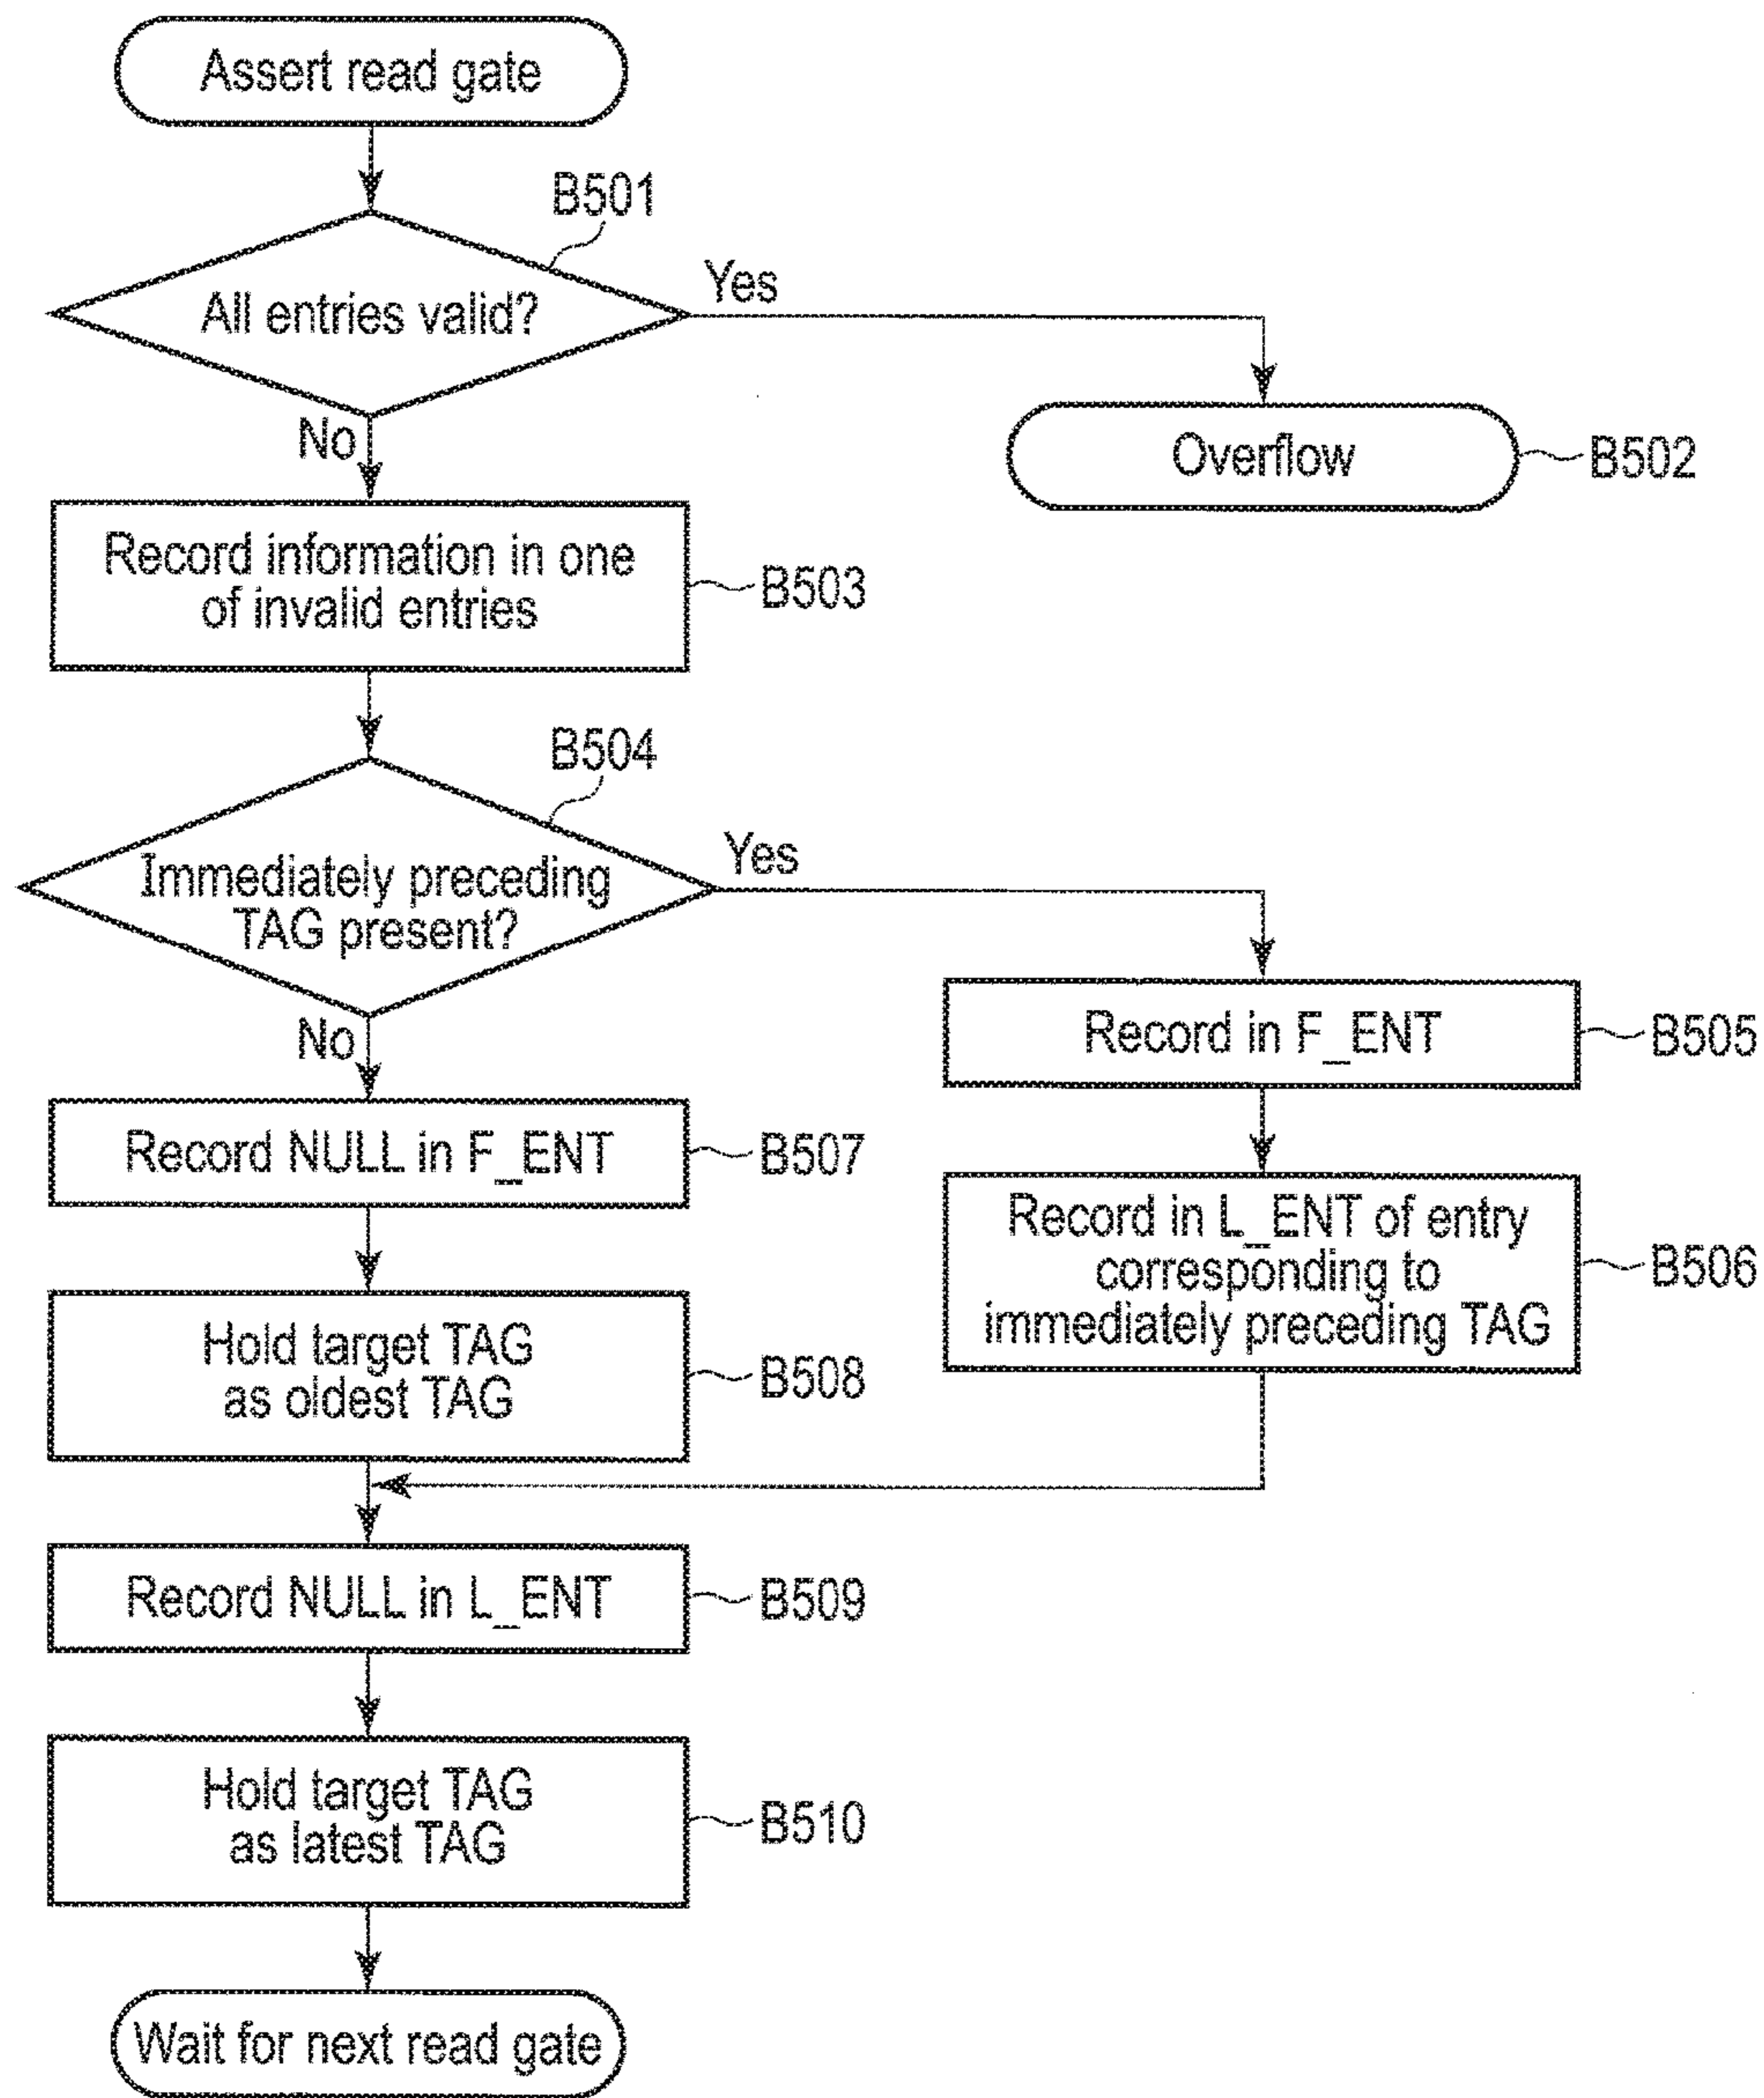 Assert read gate
B501
All entries valid?
Yes
No
Overflow
B502
Record information in one
of invalid entries
B503
B504
Immediately preceding
TAG present?
Yes
No
Record in F_ENT
B505
Record NULL in F_ENT
B507
Record in L_ENT of entry
corresponding to
immediately preceding TAG
B506
Hold target TAG
as oldest TAG
B508
Record NULL in L_ENT
B509
Hold target TAG
as latest TAG
B510
Wait for next read gate